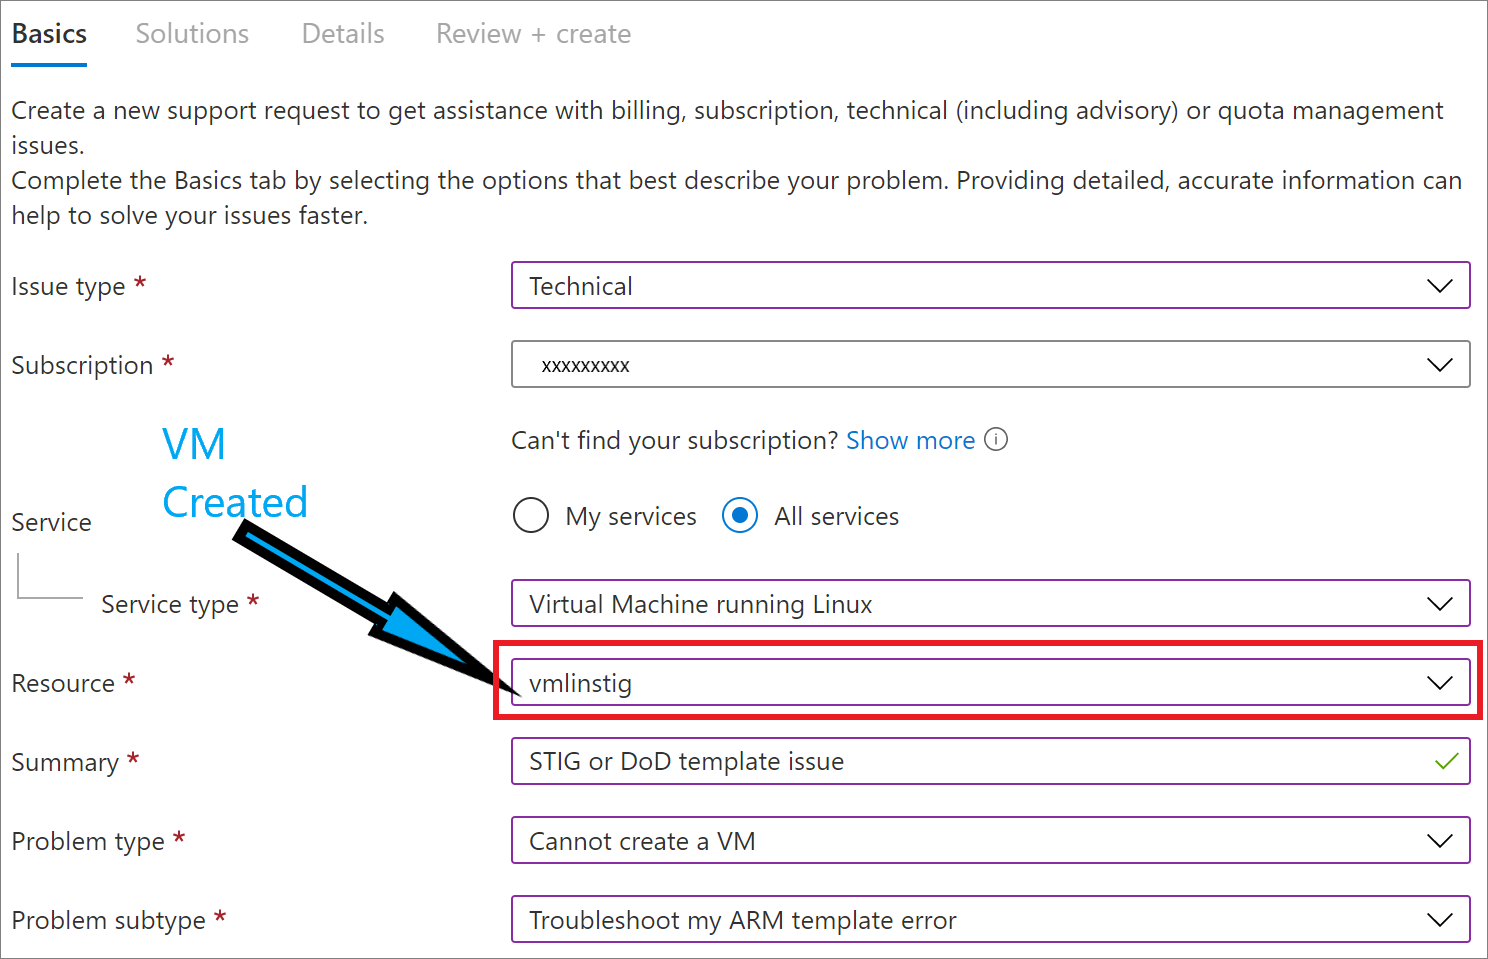 Basics Solutions Details Review + create
Create a new support request to get assistance with billing, subscription, technical (including advisory) or quota management
issues.
Complete the Basics tab by selecting the options that best describe your problem. Providing detailed, accurate information can
help to solve your issues faster.
Issue type * Technical
Subscription * xxxxxxxxx
Can't find your subscription? Show more
VM
Created
Service My services All services
Service type * Virtual Machine running Linux
Resource * vmlinstig
Summary * STIG or DoD template issue
Problem type * Cannot create a VM
Problem subtype * Troubleshoot my ARM template error